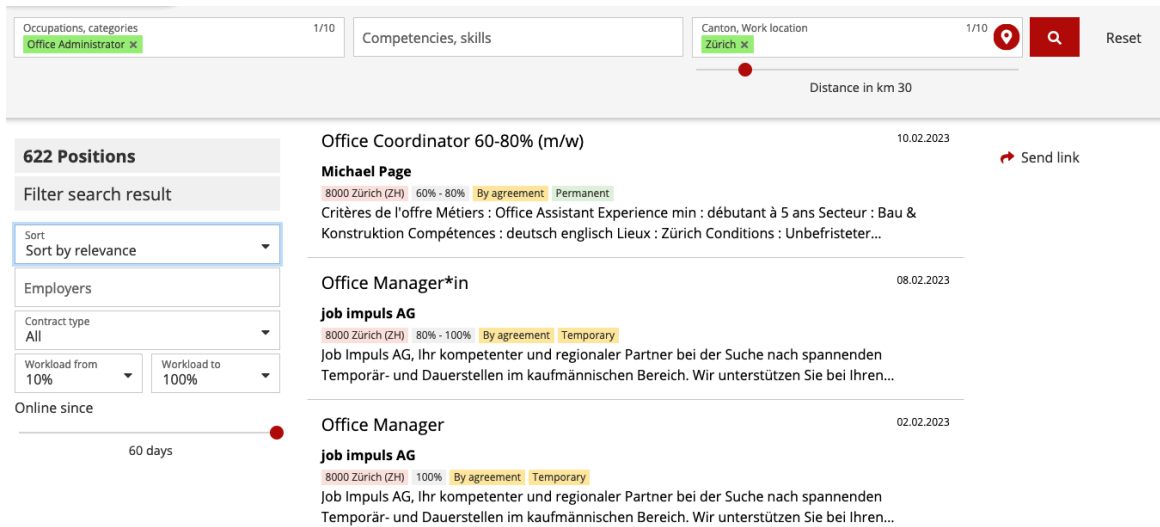 Occupations, categories 1/10
Office Administrator ×
Competencies, skills
Canton, Work location 1/10
Zürich ×
Reset
Distance in km 30
622 Positions
Filter search result
Sort
Sort by relevance
Employers
Contract type
All
Workload from
10%
Workload to
100%
Online since
60 days
Office Coordinator 60-80% (m/w) 10.02.2023
Michael Page
8000 Zürich (ZH) 60% - 80% By agreement Permanent
Critères de l'offre Métiers : Office Assistant Experience min : débutant à 5 ans Secteur : Bau &
Konstruktion Compétences : deutsch englisch Lieux : Zürich Conditions : Unbefristeter...
Office Manager*in 08.02.2023
job impuls AG
8000 Zürich (ZH) 80% - 100% By agreement Temporary
Job Impuls AG, Ihr kompetenter und regionaler Partner bei der Suche nach spannenden
Temporär- und Dauerstellen im kaufmännischen Bereich. Wir unterstützen Sie bei Ihren...
Office Manager 02.02.2023
job impuls AG
8000 Zürich (ZH) 100% By agreement Temporary
Job Impuls AG, Ihr kompetenter und regionaler Partner bei der Suche nach spannenden
Temporär- und Dauerstellen im kaufmännischen Bereich. Wir unterstützen Sie bei Ihren...
Send link